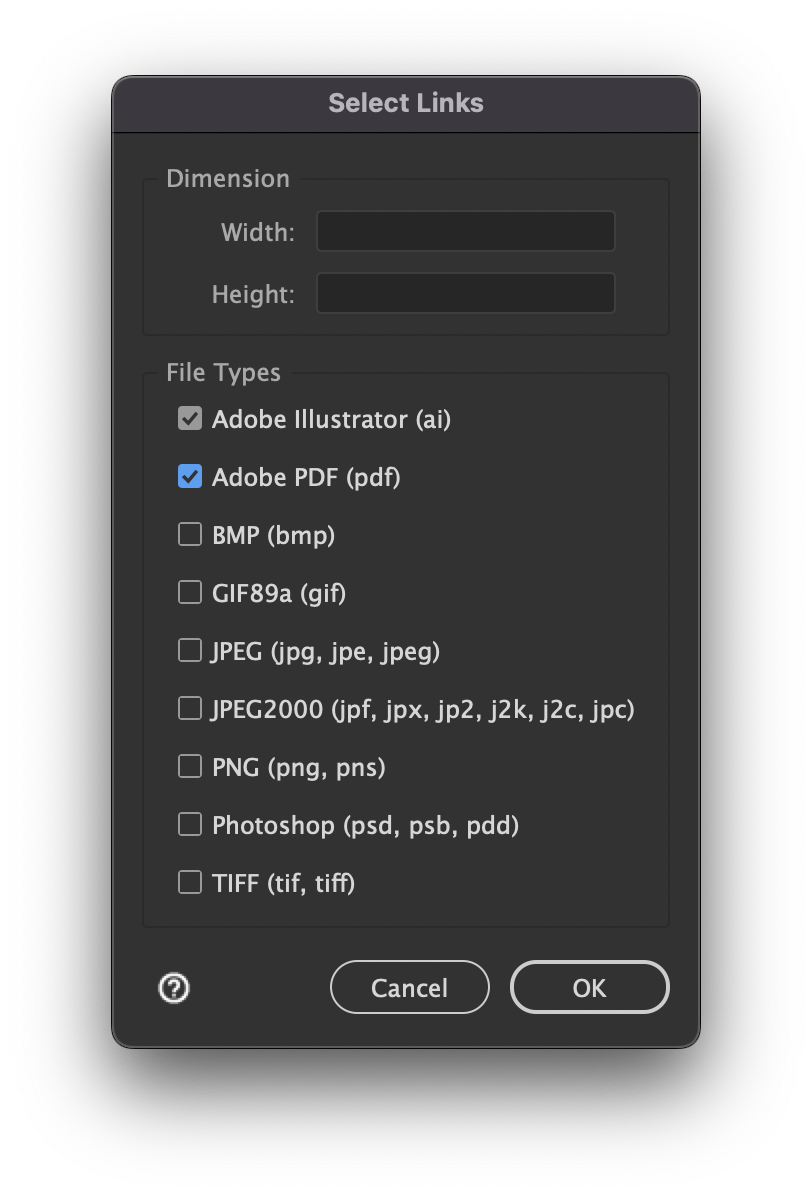 Select Links
Dimension
Width:
Height:
File Types
Adobe Illustrator (ai)
Adobe PDF (pdf)
BMP (bmp)
GIF89a (gif)
JPEG (jpg, jpe, jpeg)
JPEG2000 (jpf, jpx, jp2, j2k, j2c, jpc)
PNG (png, pns)
Photoshop (psd, psb, pdd)
TIFF (tif, tiff)
?
Cancel
OK